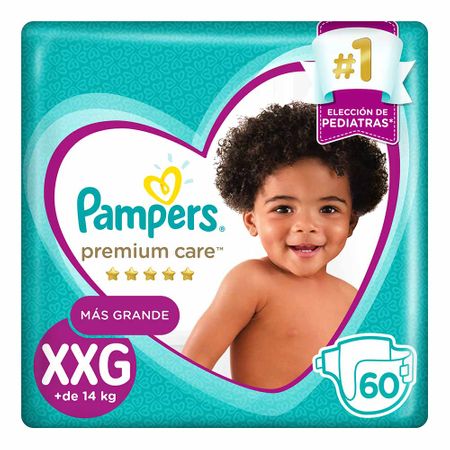 #1
ELECCIÓN DE
PEDIATRAS*
Pampers®
premium care™
MÁS GRANDE
XXG
+de 14 kg
60